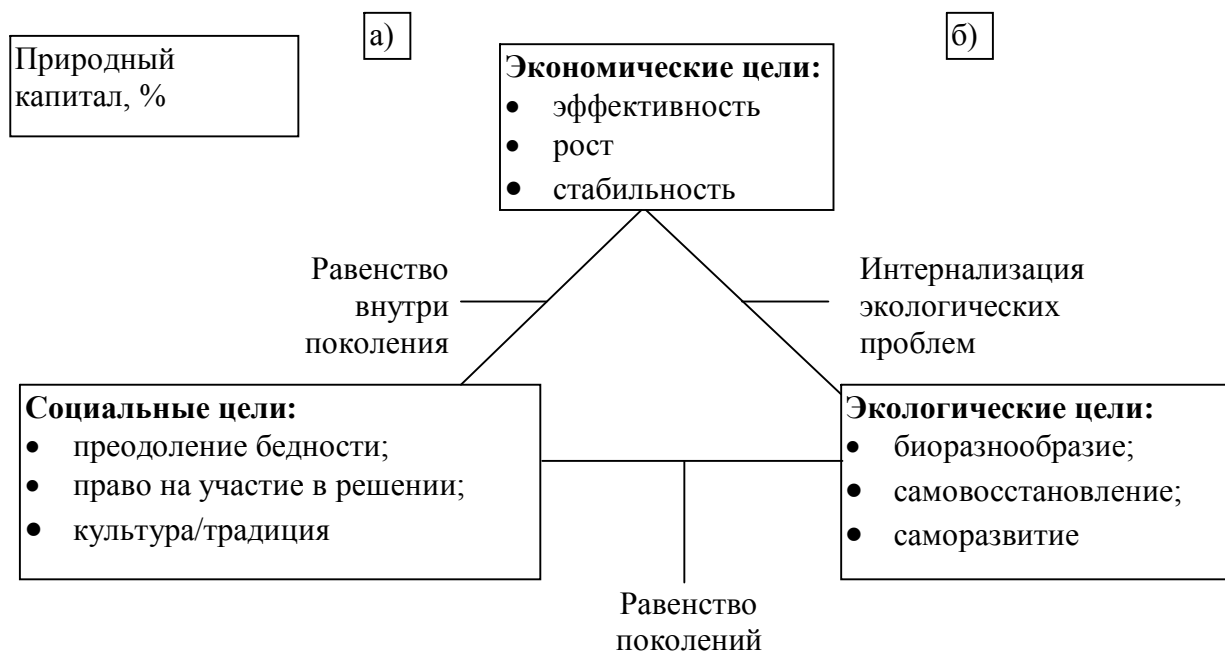 а)
б)
Природный
капитал, %
Экономические цели:
• эффективность
• рост
• стабильность
Равенство
внутри
поколения
Интернализация
экологических
проблем
Социальные цели:
• преодоление бедности;
• право на участие в решении;
• культура/традиция
Экологические цели:
• биоразнообразие;
• самовосстановление;
• саморазвитие
Равенство
поколений